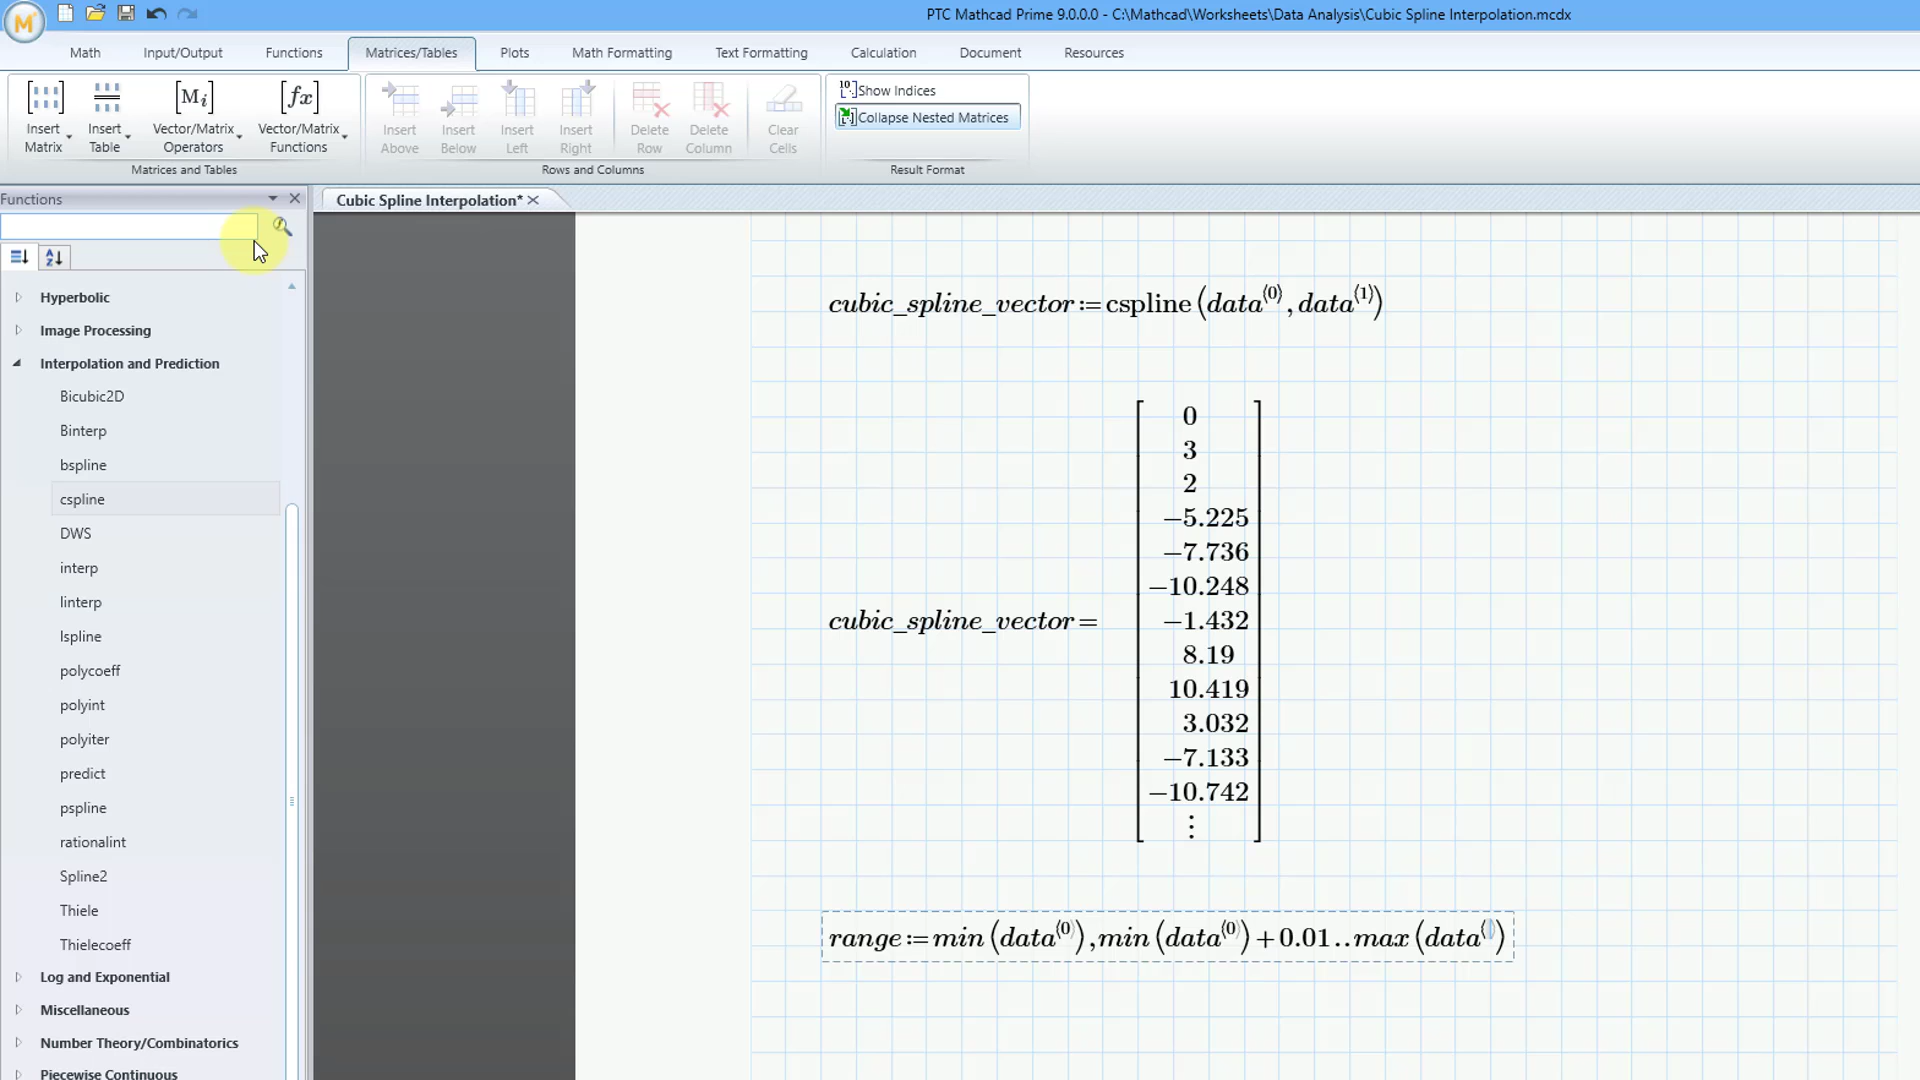 PTC Mathcad Prime 9.0.0.0 - C:\Mathcad\Worksheets\Data Analysis\Cubic Spline Interpolation.mcdx
Math Input/Output Functions Matrices/Tables Plots Math Formatting Text Formatting Calculation Document Resources
Insert Matrix
Insert Table
Vector/Matrix Operators
Vector/Matrix Functions
Insert Above
Insert Below
Insert Left
Insert Right
Delete Row
Delete Column
Clear Cells
Show Indices
Collapse Nested Matrices
Matrices and Tables
Rows and Columns
Result Format
Functions
Cubic Spline Interpolation*
Hyperbolic
Image Processing
Interpolation and Prediction
Bicubic2D
Binterp
bspline
cspline
DWS
interp
linterp
lspline
polycoeff
polyint
polyiter
predict
pspline
rationalint
Spline2
Thiele
Thielecoeff
Log and Exponential
Miscellaneous
Number Theory/Combinatorics
Piecewise Continuous
cubic_spline_vector:=cspline(data⟨0⟩,data⟨1⟩)
cubic_spline_vector=
0
3
2
−5.225
−7.736
−10.248
−1.432
8.19
10.419
3.032
−7.133
−10.742
⋮
range:=min(data⟨0⟩),min(data⟨0⟩)+0.01..max(data⟨⟩)